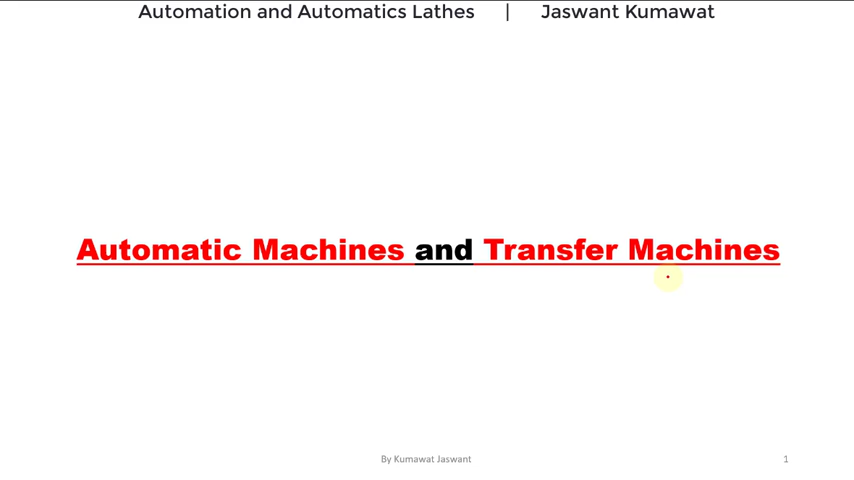 Automation and Automatics Lathes | Jaswant Kumawat
Automatic Machines and Transfer Machines
By Kumawat Jaswant 1